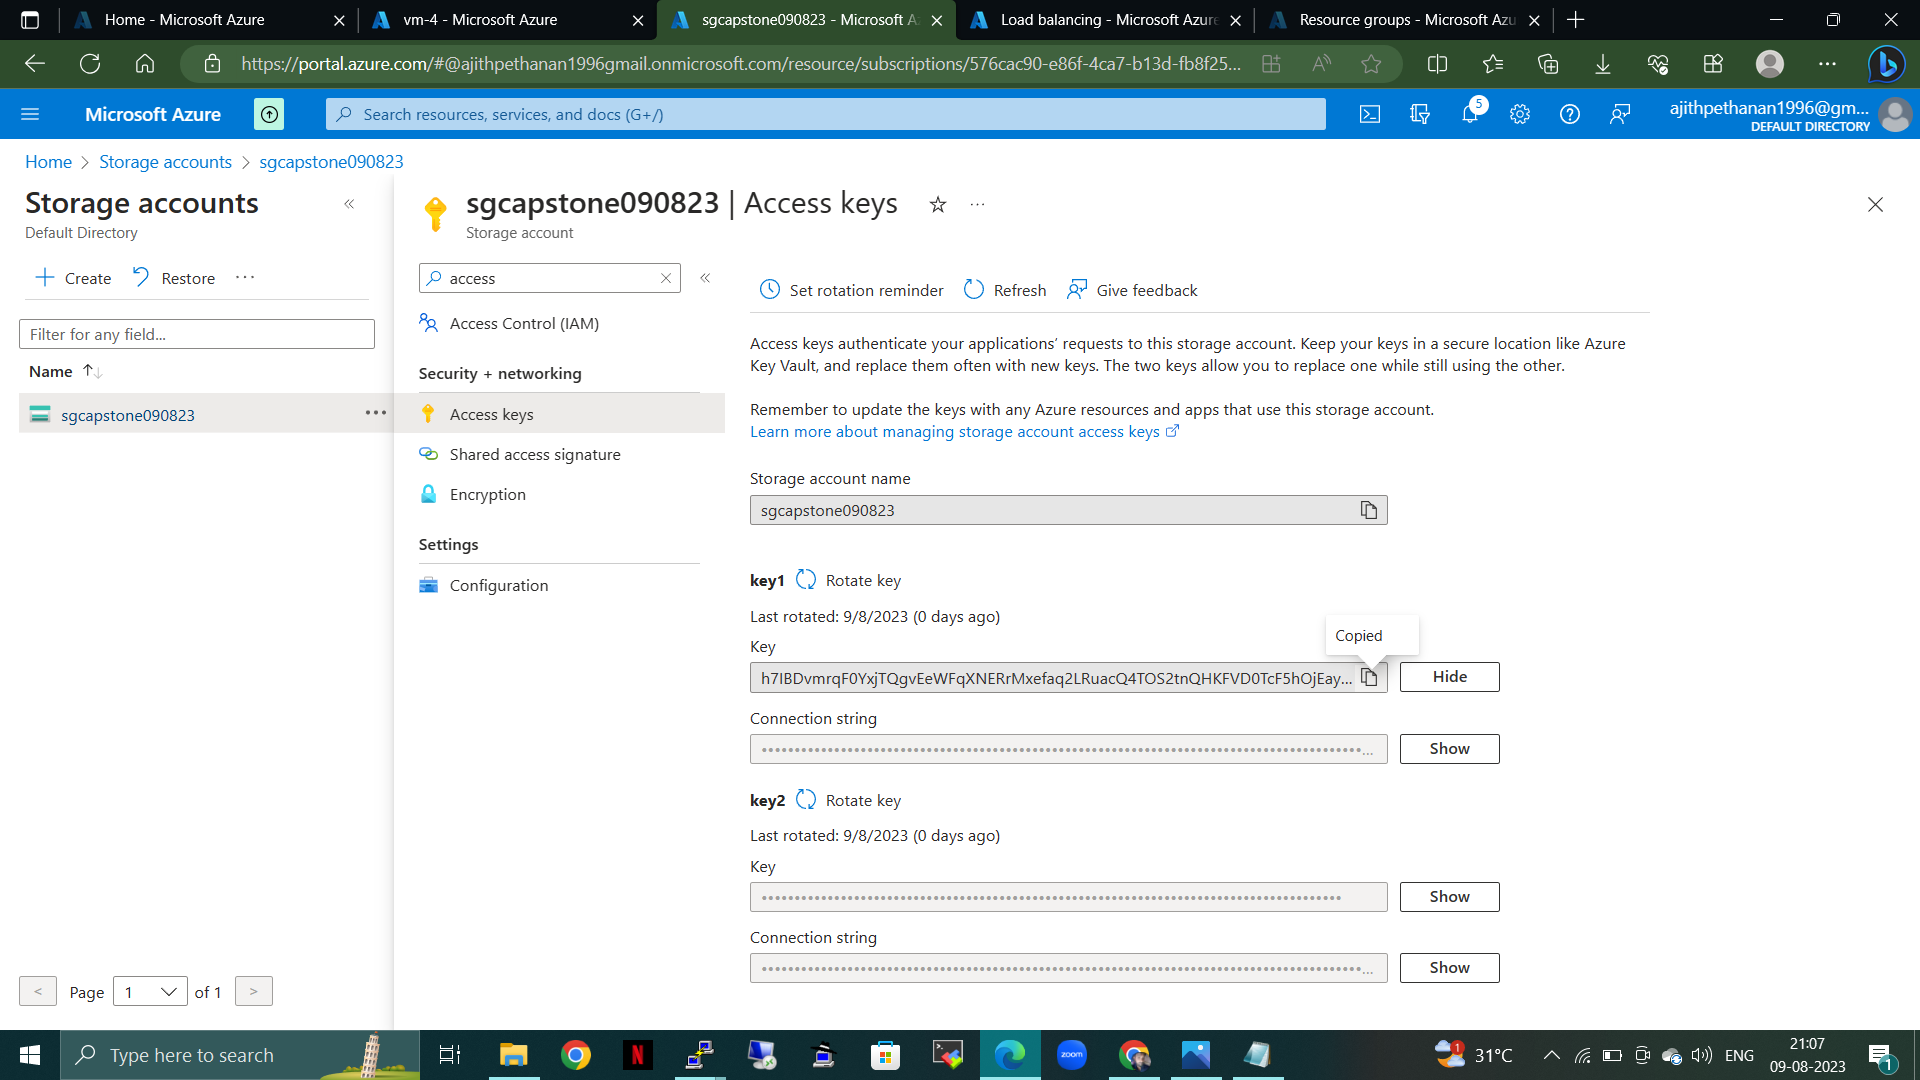 Home - Microsoft Azure
vm-4 - Microsoft Azure
sgcapstone090823 - Microsoft A
Load balancing - Microsoft Azure
Resource groups - Microsoft Azu
https://portal.azure.com/#@ajithpethanan1996gmail.onmicrosoft.com/resource/subscriptions/576cac90-e86f-4ca7-b13d-fb8f25...
Microsoft Azure
Search resources, services, and docs (G+/)
5
ajithpethanan1996@gm...
DEFAULT DIRECTORY
Home > Storage accounts > sgcapstone090823
Storage accounts
Default Directory
Create
Restore
Filter for any field...
Name
sgcapstone090823
< Page 1 of 1 >
sgcapstone090823 | Access keys
Storage account
access
Access Control (IAM)
Security + networking
Access keys
Shared access signature
Encryption
Settings
Configuration
Set rotation reminder
Refresh
Give feedback
Access keys authenticate your applications' requests to this storage account. Keep your keys in a secure location like Azure
Key Vault, and replace them often with new keys. The two keys allow you to replace one while still using the other.
Remember to update the keys with any Azure resources and apps that use this storage account.
Learn more about managing storage account access keys
Storage account name
sgcapstone090823
key1
Rotate key
Last rotated: 9/8/2023 (0 days ago)
Copied
Key
h7IBDvmrqF0YxjTQgvEeWFqXNERrMxefaq2LRuacQ4TOS2tnQHKFVD0TcF5hOjEay...
Hide
Connection string
Show
key2
Rotate key
Last rotated: 9/8/2023 (0 days ago)
Key
Show
Connection string
Show
Type here to search
N
zoom
1
31°C
ENG
21:07
09-08-2023
1